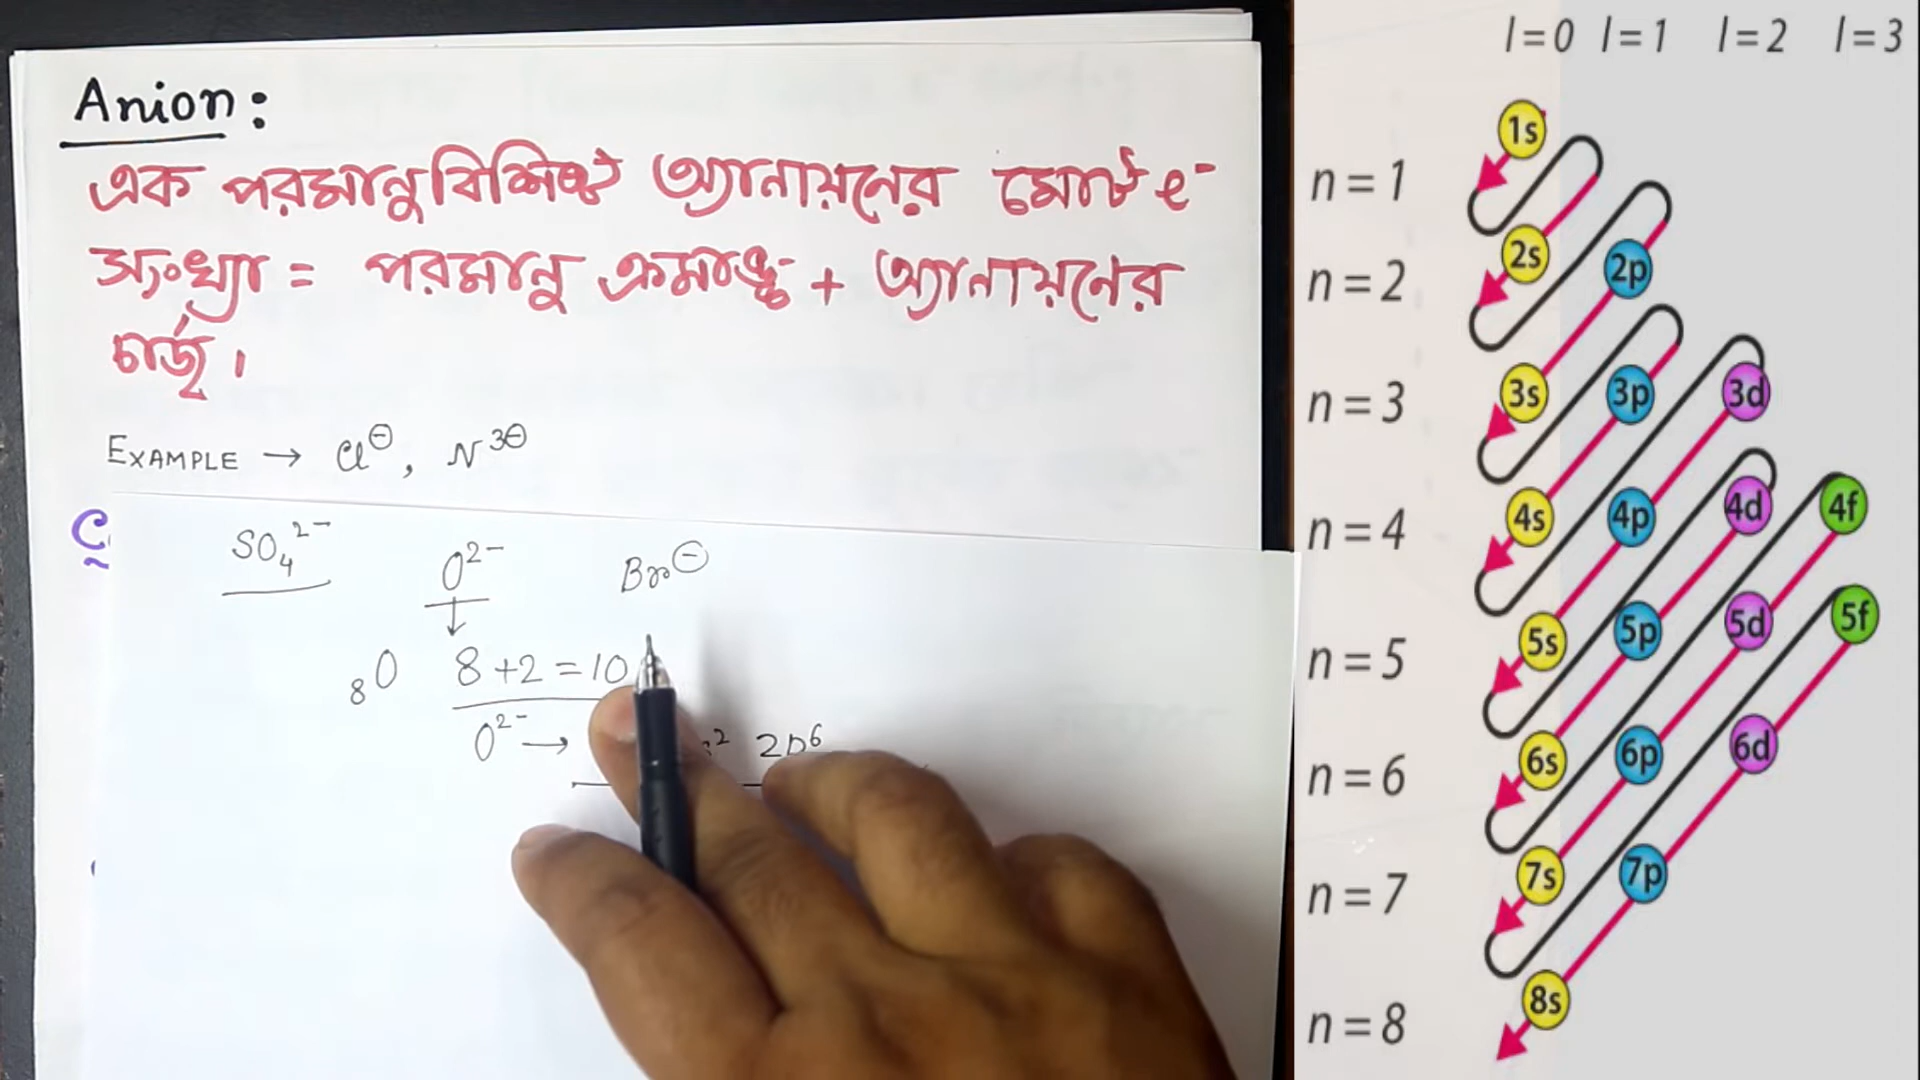 Anion:
এক পরমানুবিশিষ্ট অ্যানায়নের মোট e⁻
সংখ্যা = পরমানু ক্রমাঙ্ক + অ্যানায়নের
চার্জ।
EXAMPLE → Cl⊖, N³⊖
C
SO₄²⁻ O²⁻ Br⊖
₈O 8+2=10
O²⁻ → 2p⁶
l=0 l=1 l=2 l=3
1s
n=1
2s 2p
n=2
3s 3p 3d
n=3
4s 4p 4d 4f
n=4
5s 5p 5d 5f
n=5
6s 6p 6d
n=6
7s 7p
n=7
8s
n=8